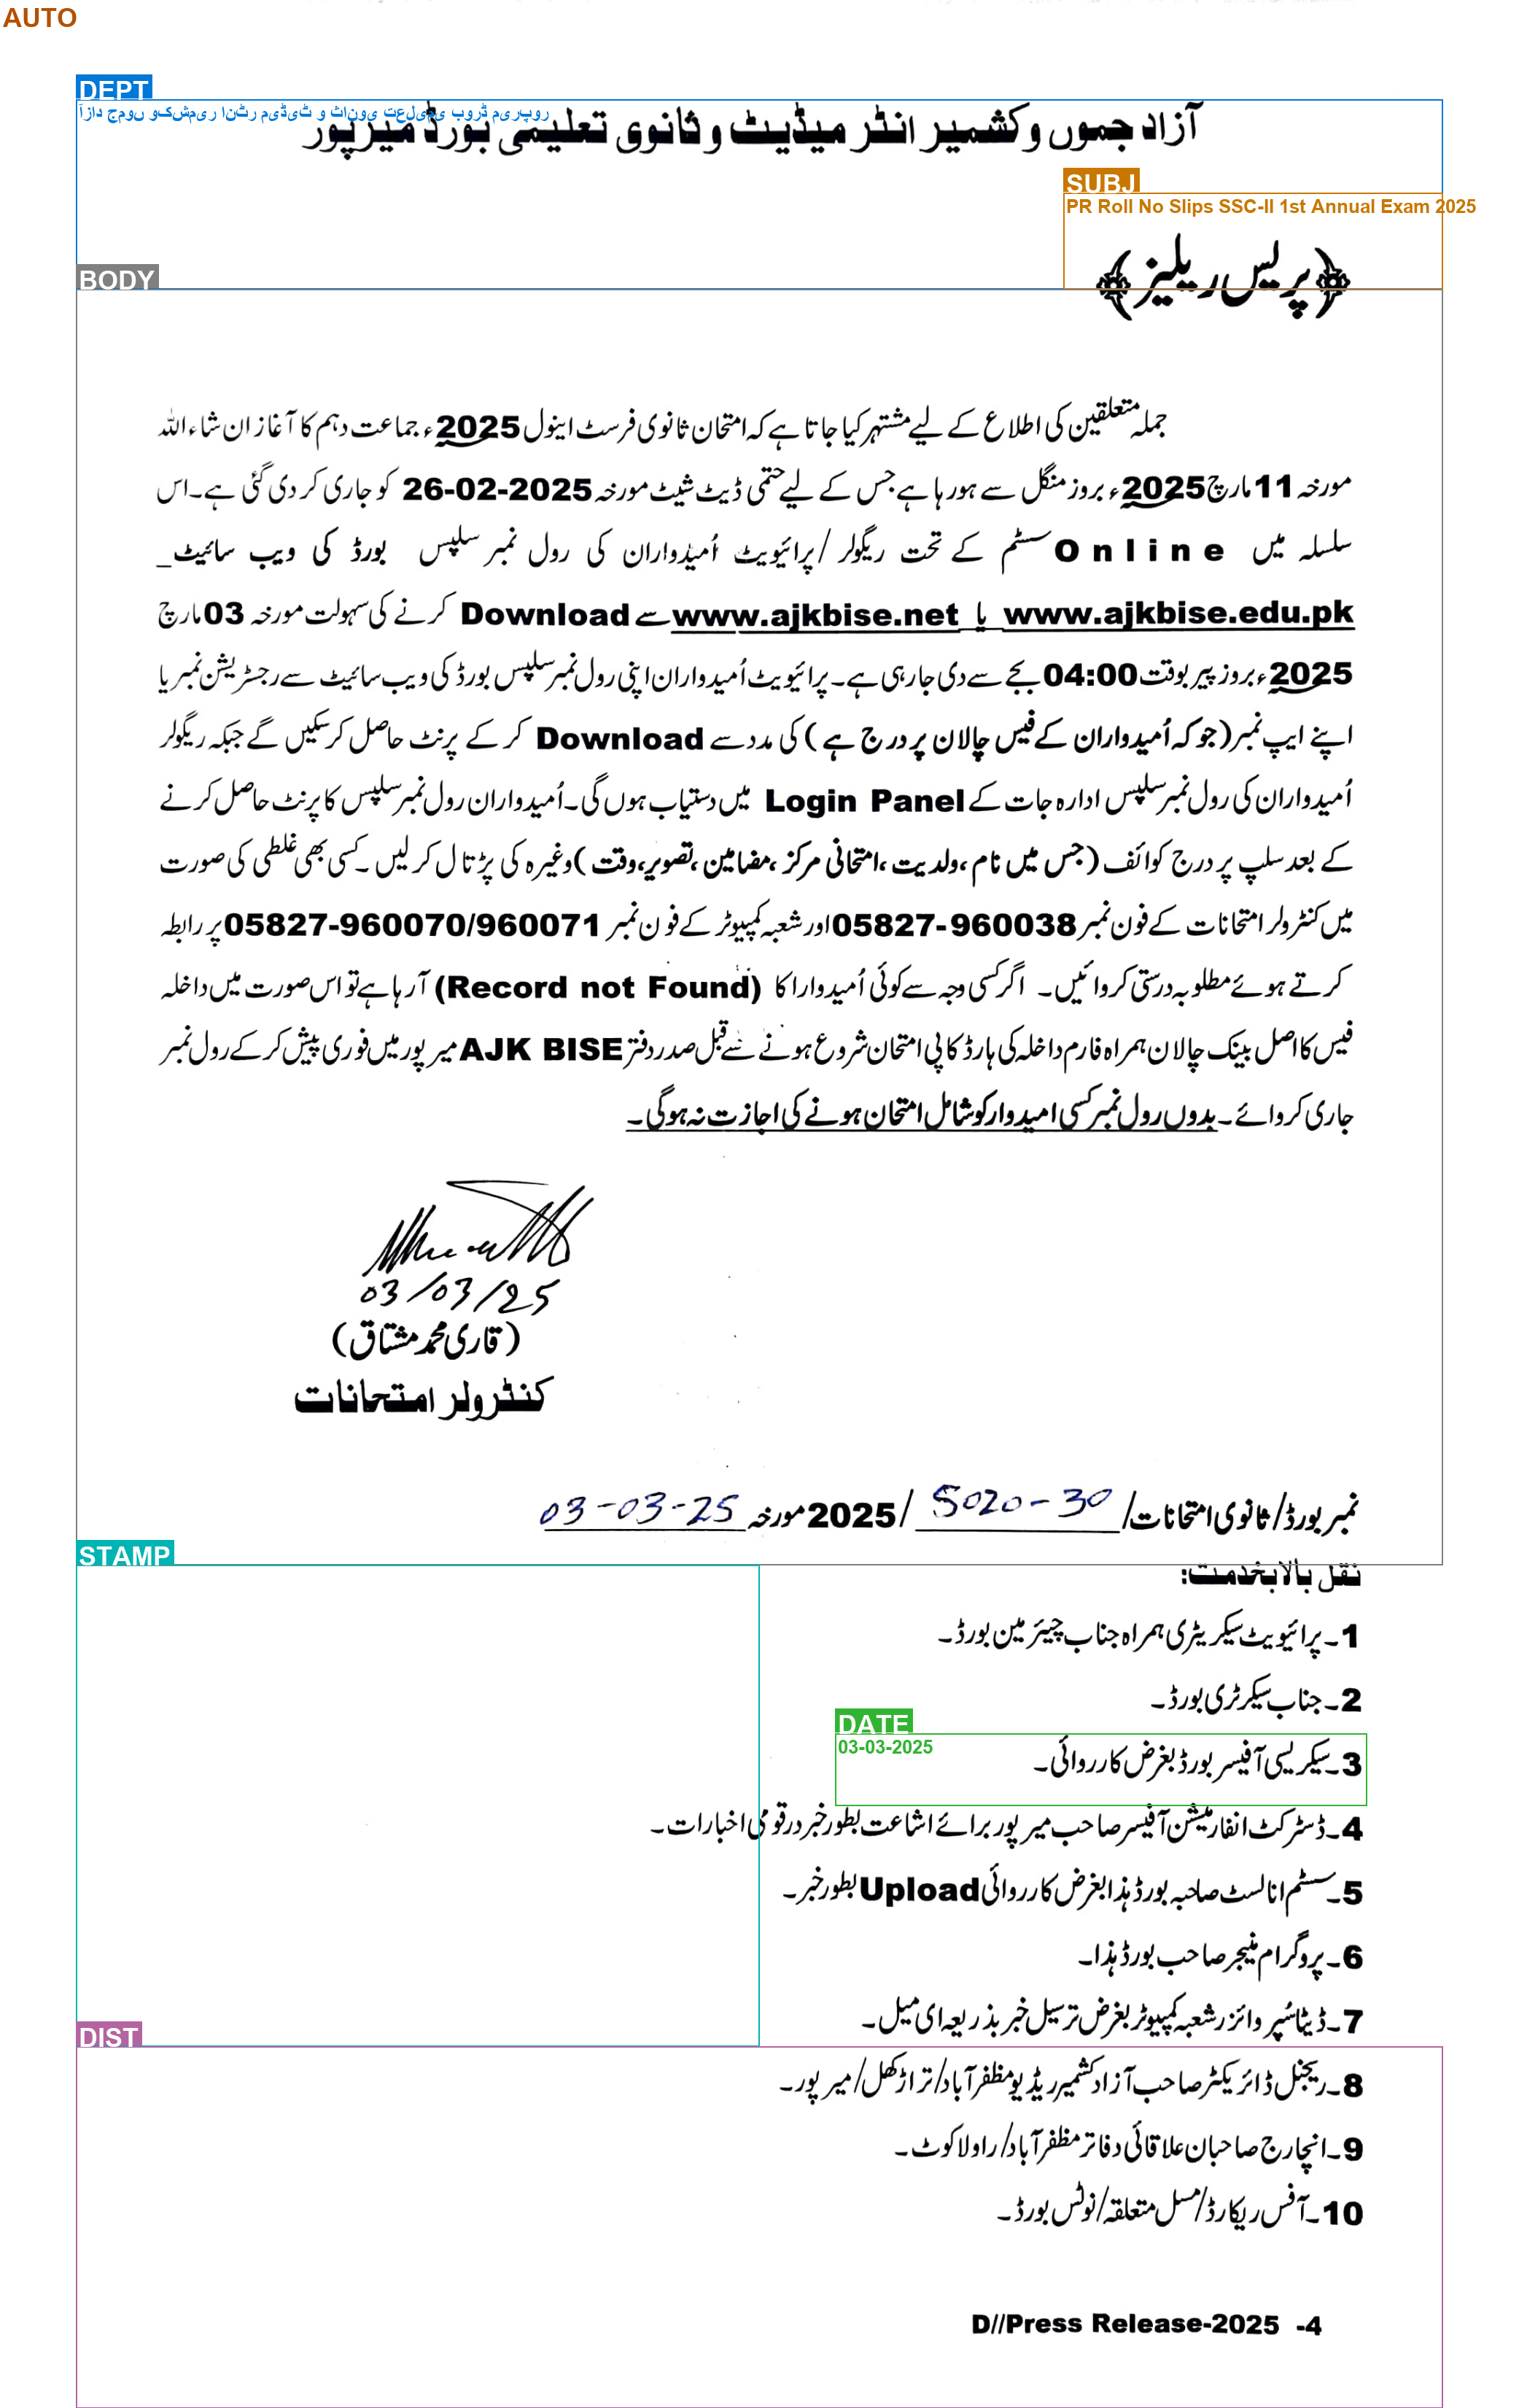 AUTO
DEPT
آزاد جموں وکشمیر انٹر میڈیٹ و ثانوی تعلیمی بورڈ میرپور
آزاد جموں وکشمیر انٹر میڈیٹ و ثانوی تعلیمی بورڈ میرپور
SUBJ
PR Roll No Slips SSC-II 1st Annual Exam 2025
BODY
﴿پریس ریلیز﴾
جملہ متعلقین کی اطلاع کے لیے مشتہر کیا جاتا ہے کہ امتحان ثانوی فرسٹ اینول 2025ء جماعت دہم کا آغاز ان شاء اللہ
مورخہ 11 مارچ 2025ء بروز منگل سے ہورہا ہے جس کے لیے حتمی ڈیٹ شیٹ مورخہ 26-02-2025 کو جاری کر دی گئی ہے۔ اس
سلسلہ میں Online سسٹم کے تحت ریگولر /پرائیویٹ اُمیدواران کی رول نمبر سلپس بورڈ کی ویب سائیٹ_
www.ajkbise.edu.pk یا www.ajkbise.net سے Download کرنے کی سہولت مورخہ 03 مارچ
2025ء بروز پیر بوقت 04:00 بجے سے دی جارہی ہے۔ پرائیویٹ اُمیدواران اپنی رول نمبر سلپس بورڈ کی ویب سائیٹ سے رجسٹریشن نمبر یا
اپنے ایپ نمبر (جو کہ اُمیدواران کے فیس چالان پر درج ہے ) کی مدد سے Download کر کے پرنٹ حاصل کر سکیں گے جبکہ ریگولر
اُمیدواران کی رول نمبر سلپس ادارہ جات کے Login Panel میں دستیاب ہوں گی۔ اُمیدواران رول نمبر سلپس کا پرنٹ حاصل کرنے
کے بعد سلپ پر درج کوائف (جس میں نام ،ولدیت ،امتحانی مرکز ،مضامین ،تصویر،وقت )وغیرہ کی پڑتال کر لیں ۔ کسی بھی غلطی کی صورت
میں کنٹرولر امتحانات کے فون نمبر 05827-960038 اور شعبہ کمپیوٹر کے فون نمبر 05827-960070/960071 پر رابطہ
کرتے ہوئے مطلوبہ درستی کروائیں۔ اگر کسی وجہ سے کوئی اُمیدوارا کا (Record not Found) آرہا ہے تو اس صورت میں داخلہ
فیس کا اصل بینک چالان ہمراہ فارم داخلہ کی ہارڈ کاپی امتحان شروع ہونے سے قبل صدر دفتر AJK BISE میرپور میں فوری پیش کر کے رول نمبر
جاری کروائے۔ بدوں رول نمبر کسی امیدوار کو شامل امتحان ہونے کی اجازت نہ ہوگی۔
03/03/25
(قاری محمد مشتاق)
کنٹرولر امتحانات
نمبر بورڈ/ ثانوی امتحانات/ 5020-30 /2025 مورخہ 03-03-25
STAMP
نقل بالا بخدمت:
1۔ پرائیویٹ سیکریٹری ہمراہ جناب چیئرمین بورڈ۔
2۔ جناب سیکرٹری بورڈ۔
DATE
03-03-2025
3۔ سیکریسی آفیسر بورڈ بغرض کارروائی۔
4۔ ڈسٹرکٹ انفارمیشن آفیسر صاحب میرپور برائے اشاعت بطور خبر در قومی اخبارات۔
5۔ سسٹم انالسٹ صاحبہ بورڈ ہذا بغرض کارروائی Upload بطور خبر۔
6۔ پروگرام منیجر صاحب بورڈ ہذا۔
7۔ ڈیٹا سُپر وائزر شعبہ کمپیوٹر بغرض ترسیل خبر بذریعہ ای میل۔
DIST
8۔ ریجنل ڈائریکٹر صاحب آزاد کشمیر ریڈیو مظفرآباد/ تراڑکھل/ میرپور۔
9۔ انچارج صاحبان علاقائی دفاتر مظفرآباد/ راولاکوٹ۔
10۔ آفس ریکارڈ/ مسل متعلقہ/ نوٹس بورڈ۔
D//Press Release-2025 -4